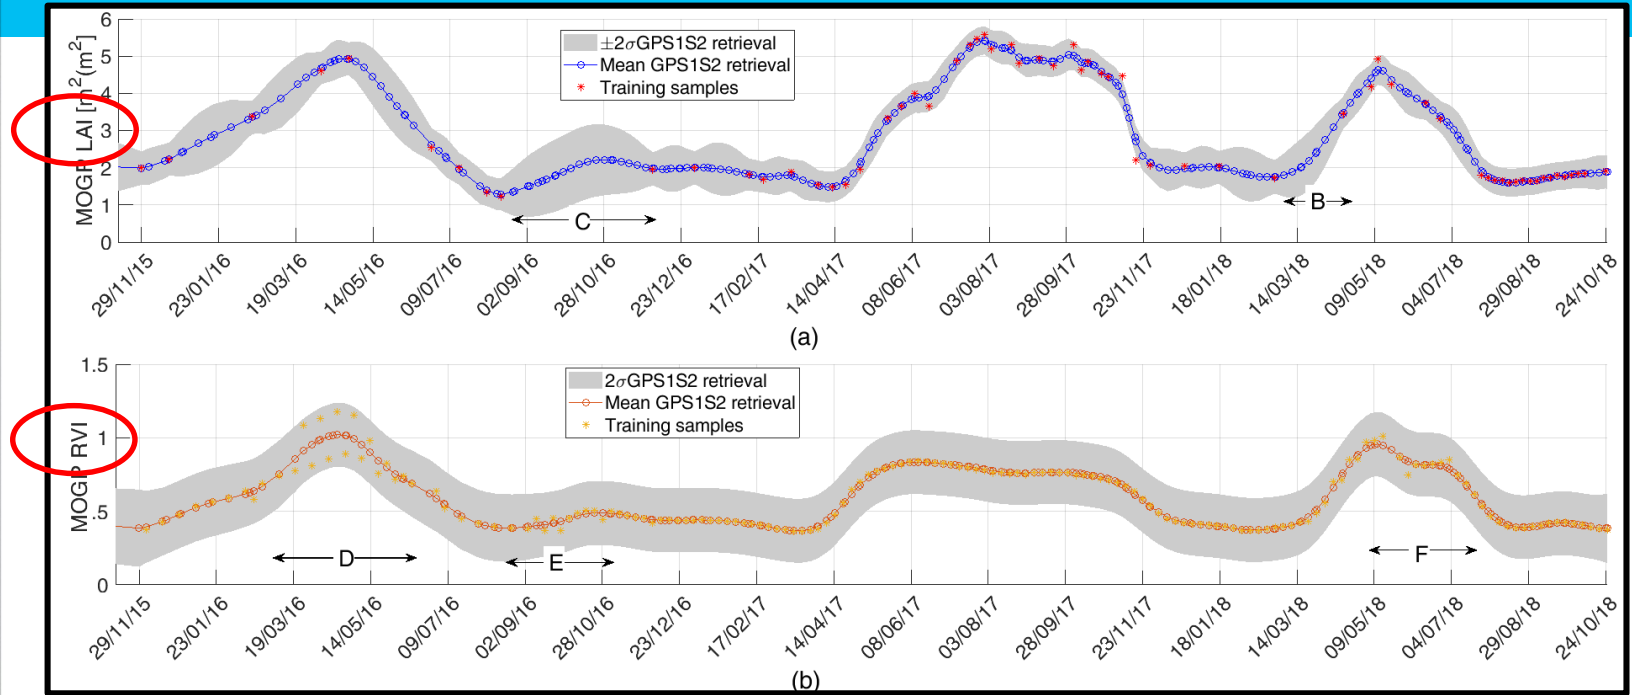 MOGP LAI [m²(m²]
6
5
4
3
2
1
0
±2σGPS1S2 retrieval
Mean GPS1S2 retrieval
Training samples
C
B
29/11/15 23/01/16 19/03/16 14/05/16 09/07/16 02/09/16 28/10/16 23/12/16 17/02/17 14/04/17 08/06/17 03/08/17 28/09/17 23/11/17 18/01/18 14/03/18 09/05/18 04/07/18 29/08/18 24/10/18
(a)
MOGP RVI
1.5
1
.5
0
2σGPS1S2 retrieval
Mean GPS1S2 retrieval
Training samples
D
E
F
29/11/15 23/01/16 19/03/16 14/05/16 09/07/16 02/09/16 28/10/16 23/12/16 17/02/17 14/04/17 08/06/17 03/08/17 28/09/17 23/11/17 18/01/18 14/03/18 09/05/18 04/07/18 29/08/18 24/10/18
(b)